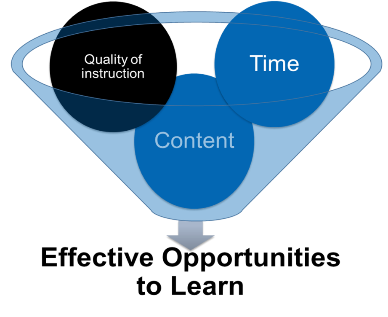 Quality of
instruction
Time
Content
Effective Opportunities
to Learn